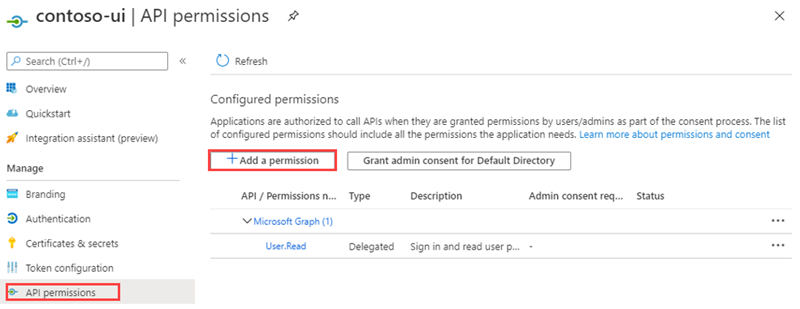 contoso-ui | API permissions
Search (Ctrl+/)
«
Overview
Quickstart
Integration assistant (preview)
Manage
Branding
Authentication
Certificates & secrets
Token configuration
API permissions
Refresh
Configured permissions
Applications are authorized to call APIs when they are granted permissions by users/admins as part of the consent process. The list
of configured permissions should include all the permissions the application needs. Learn more about permissions and consent
+ Add a permission Grant admin consent for Default Directory
API / Permissions n... Type Description Admin consent req... Status
Microsoft Graph (1) ...
User.Read Delegated Sign in and read user p... - ...